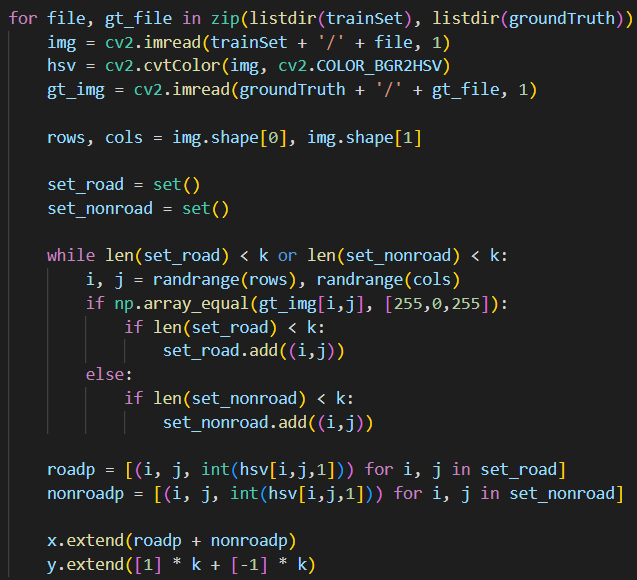 for file, gt_file in zip(listdir(trainSet), listdir(groundTruth))
    img = cv2.imread(trainSet + '/' + file, 1)
    hsv = cv2.cvtColor(img, cv2.COLOR_BGR2HSV)
    gt_img = cv2.imread(groundTruth + '/' + gt_file, 1)

    rows, cols = img.shape[0], img.shape[1]

    set_road = set()
    set_nonroad = set()

    while len(set_road) < k or len(set_nonroad) < k:
        i, j = randrange(rows), randrange(cols)
        if np.array_equal(gt_img[i,j], [255,0,255]):
            if len(set_road) < k:
                set_road.add((i,j))
        else:
            if len(set_nonroad) < k:
                set_nonroad.add((i,j))

    roadp = [(i, j, int(hsv[i,j,1])) for i, j in set_road]
    nonroadp = [(i, j, int(hsv[i,j,1])) for i, j in set_nonroad]

    x.extend(roadp + nonroadp)
    y.extend([1] * k + [-1] * k)